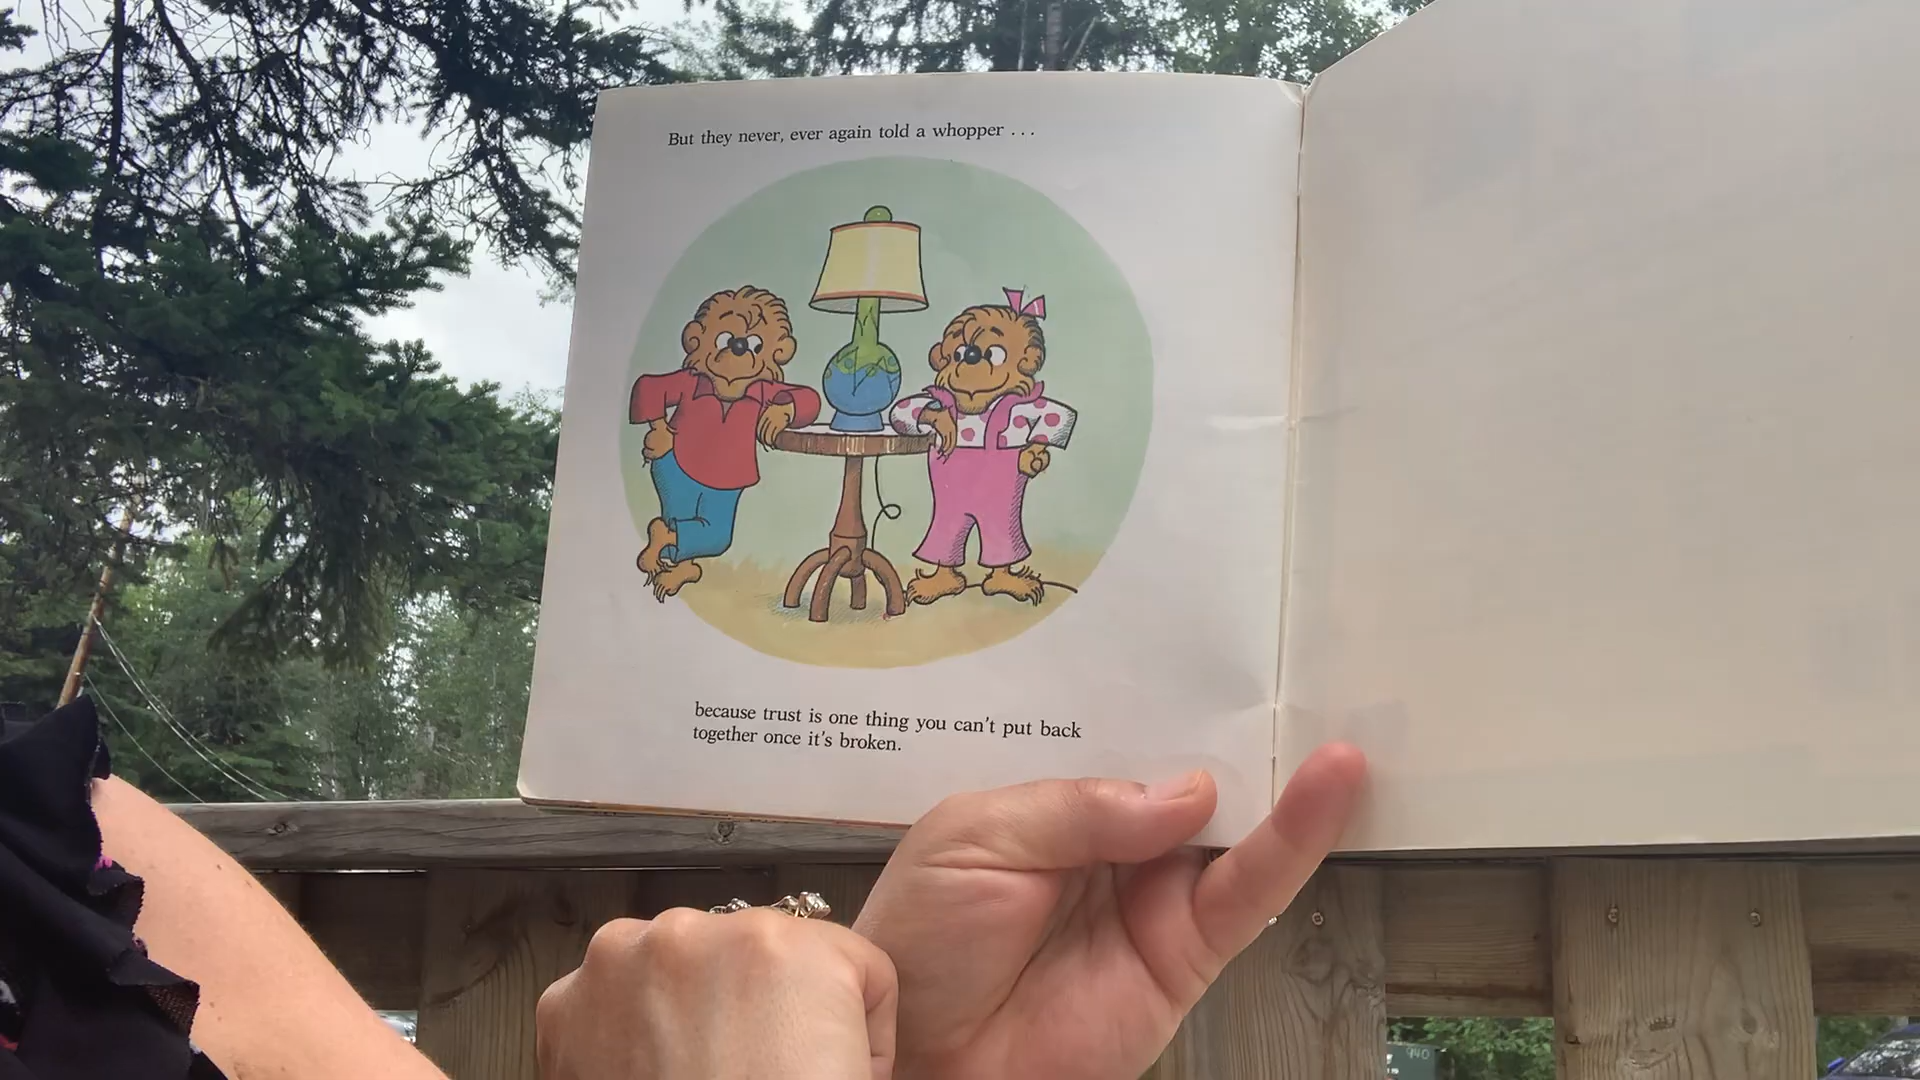 But they never, ever again told a whopper . . .
because trust is one thing you can't put back
together once it's broken.
940